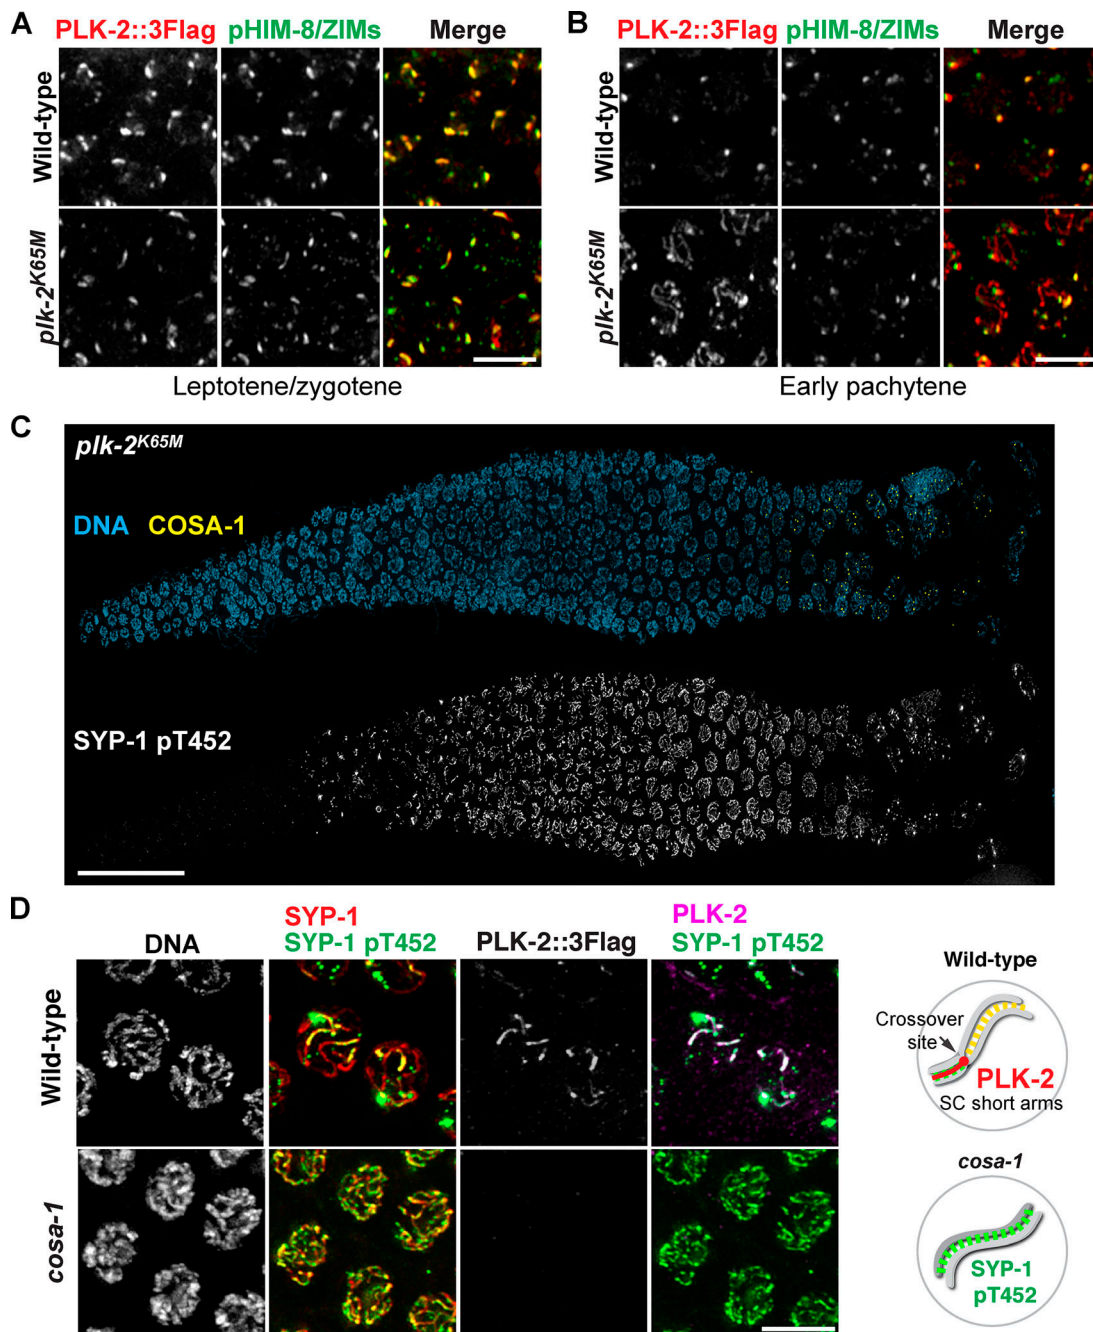 A
PLK-2::3Flag pHIM-8/ZIMs Merge
Wild-type
plk-2K65M
Leptotene/zygotene
B
PLK-2::3Flag pHIM-8/ZIMs Merge
Wild-type
plk-2K65M
Early pachytene
C
plk-2K65M
DNA COSA-1
SYP-1 pT452
D
DNA
SYP-1
SYP-1 pT452
PLK-2::3Flag
PLK-2
SYP-1 pT452
Wild-type
cosa-1
Wild-type
Crossover
site
PLK-2
SC short arms
cosa-1
SYP-1
pT452